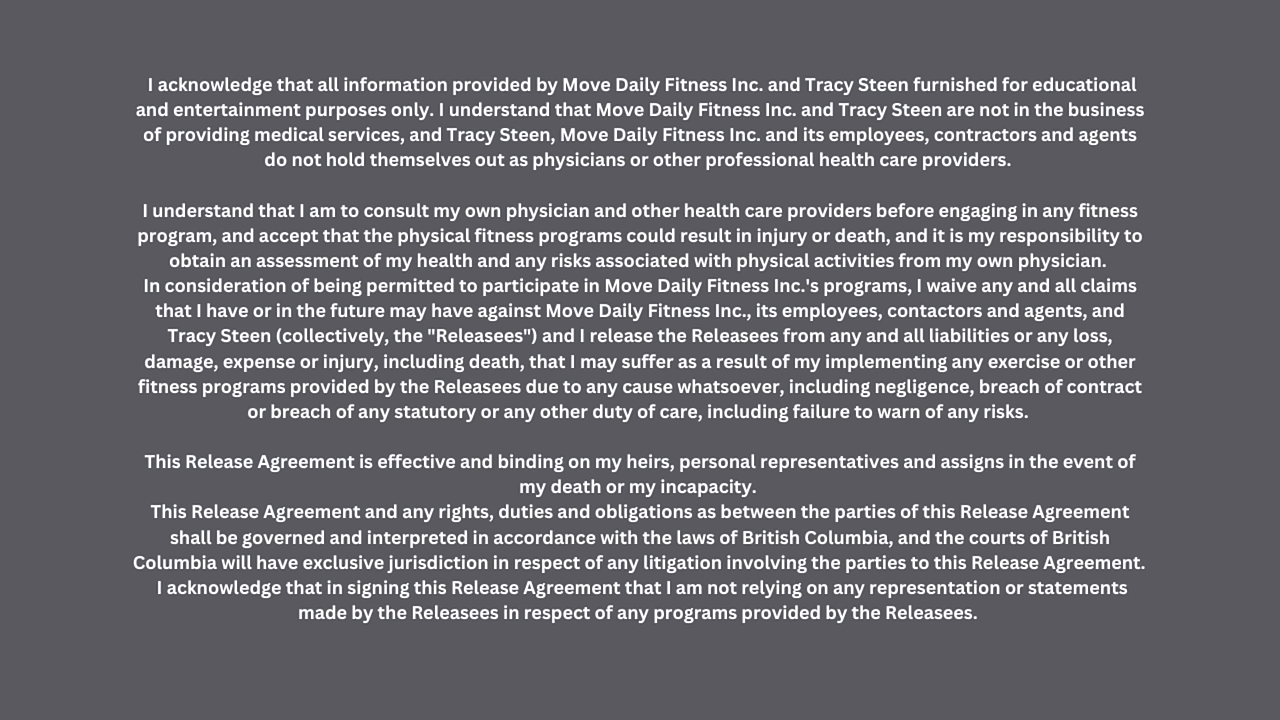 I acknowledge that all information provided by Move Daily Fitness Inc. and Tracy Steen furnished for educational
and entertainment purposes only. I understand that Move Daily Fitness Inc. and Tracy Steen are not in the business
of providing medical services, and Tracy Steen, Move Daily Fitness Inc. and its employees, contractors and agents
do not hold themselves out as physicians or other professional health care providers.
I understand that I am to consult my own physician and other health care providers before engaging in any fitness
program, and accept that the physical fitness programs could result in injury or death, and it is my responsibility to
obtain an assessment of my health and any risks associated with physical activities from my own physician.
In consideration of being permitted to participate in Move Daily Fitness Inc.'s programs, I waive any and all claims
that I have or in the future may have against Move Daily Fitness Inc., its employees, contactors and agents, and
Tracy Steen (collectively, the "Releasees") and I release the Releasees from any and all liabilities or any loss,
damage, expense or injury, including death, that I may suffer as a result of my implementing any exercise or other
fitness programs provided by the Releasees due to any cause whatsoever, including negligence, breach of contract
or breach of any statutory or any other duty of care, including failure to warn of any risks.
This Release Agreement is effective and binding on my heirs, personal representatives and assigns in the event of
my death or my incapacity.
This Release Agreement and any rights, duties and obligations as between the parties of this Release Agreement
shall be governed and interpreted in accordance with the laws of British Columbia, and the courts of British
Columbia will have exclusive jurisdiction in respect of any litigation involving the parties to this Release Agreement.
I acknowledge that in signing this Release Agreement that I am not relying on any representation or statements
made by the Releasees in respect of any programs provided by the Releasees.